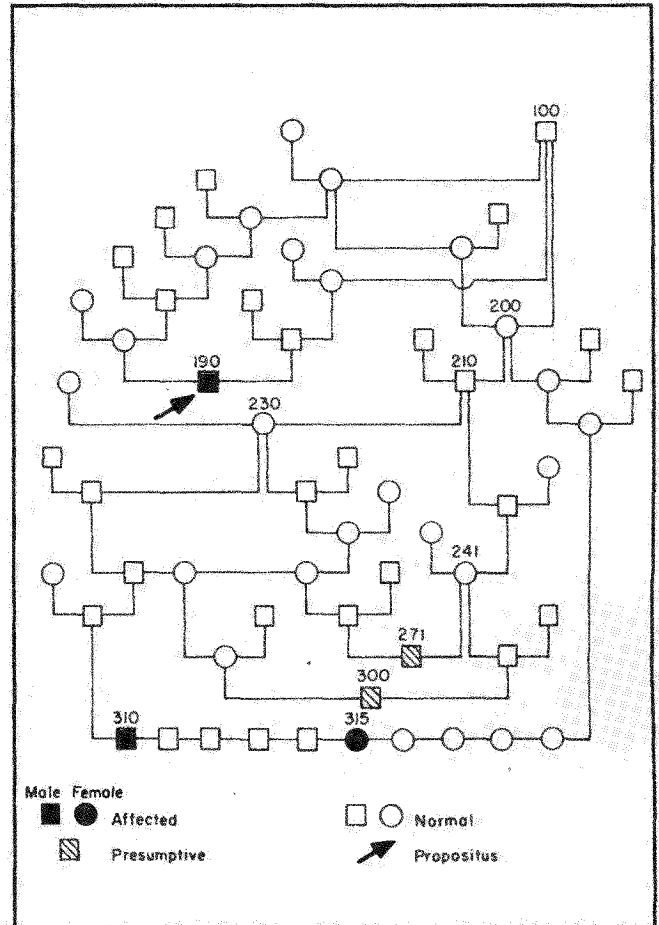 100
200
190
210
230
241
271
300
310
315
Male Female
Affected
Normal
Presumptive
Propositus